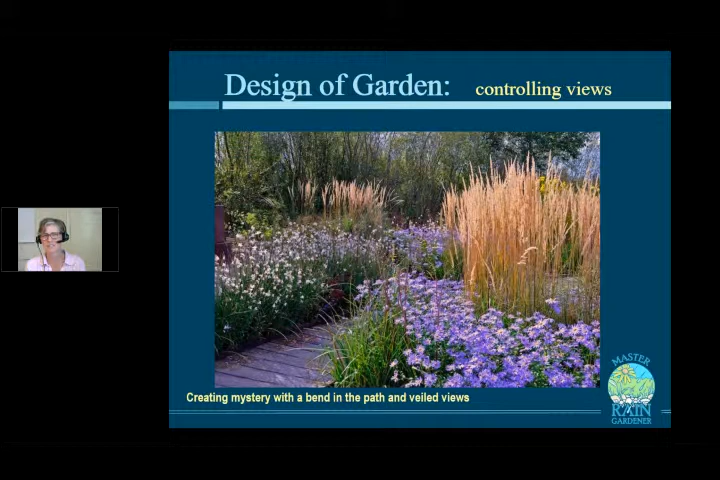 Design of Garden: controlling views
Creating mystery with a bend in the path and veiled views
MASTER
RAIN
GARDENER